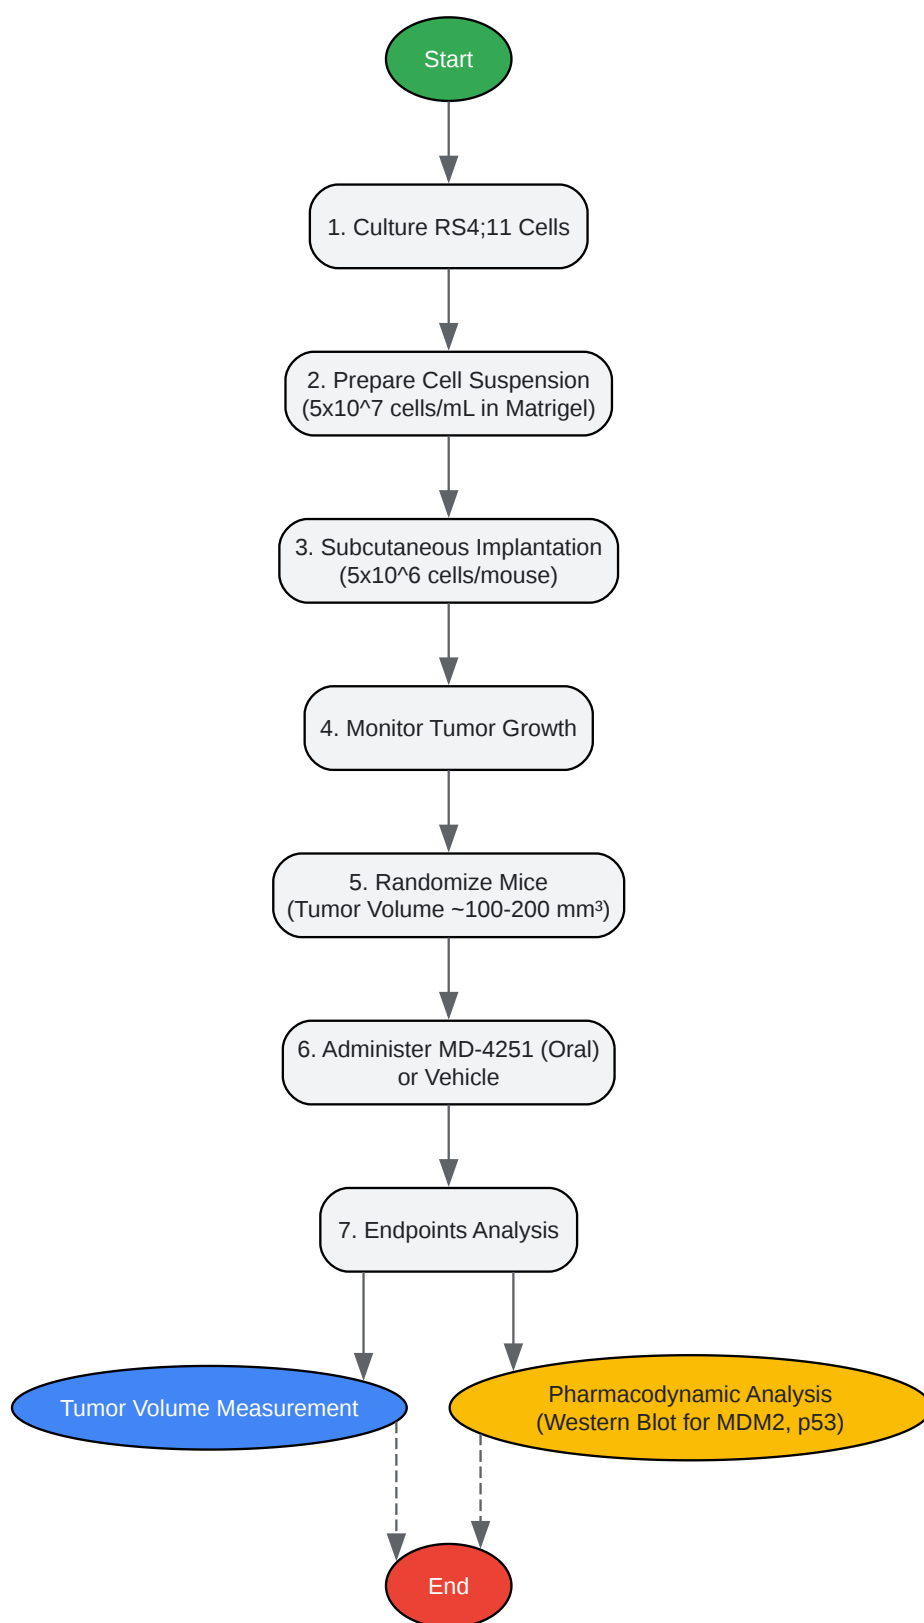 Start
1. Culture RS4;11 Cells
2. Prepare Cell Suspension
(5x10^7 cells/mL in Matrigel)
3. Subcutaneous Implantation
(5x10^6 cells/mouse)
4. Monitor Tumor Growth
5. Randomize Mice
(Tumor Volume ~100-200 mm³)
6. Administer MD-4251 (Oral)
or Vehicle
7. Endpoints Analysis
Tumor Volume Measurement
Pharmacodynamic Analysis
(Western Blot for MDM2, p53)
End